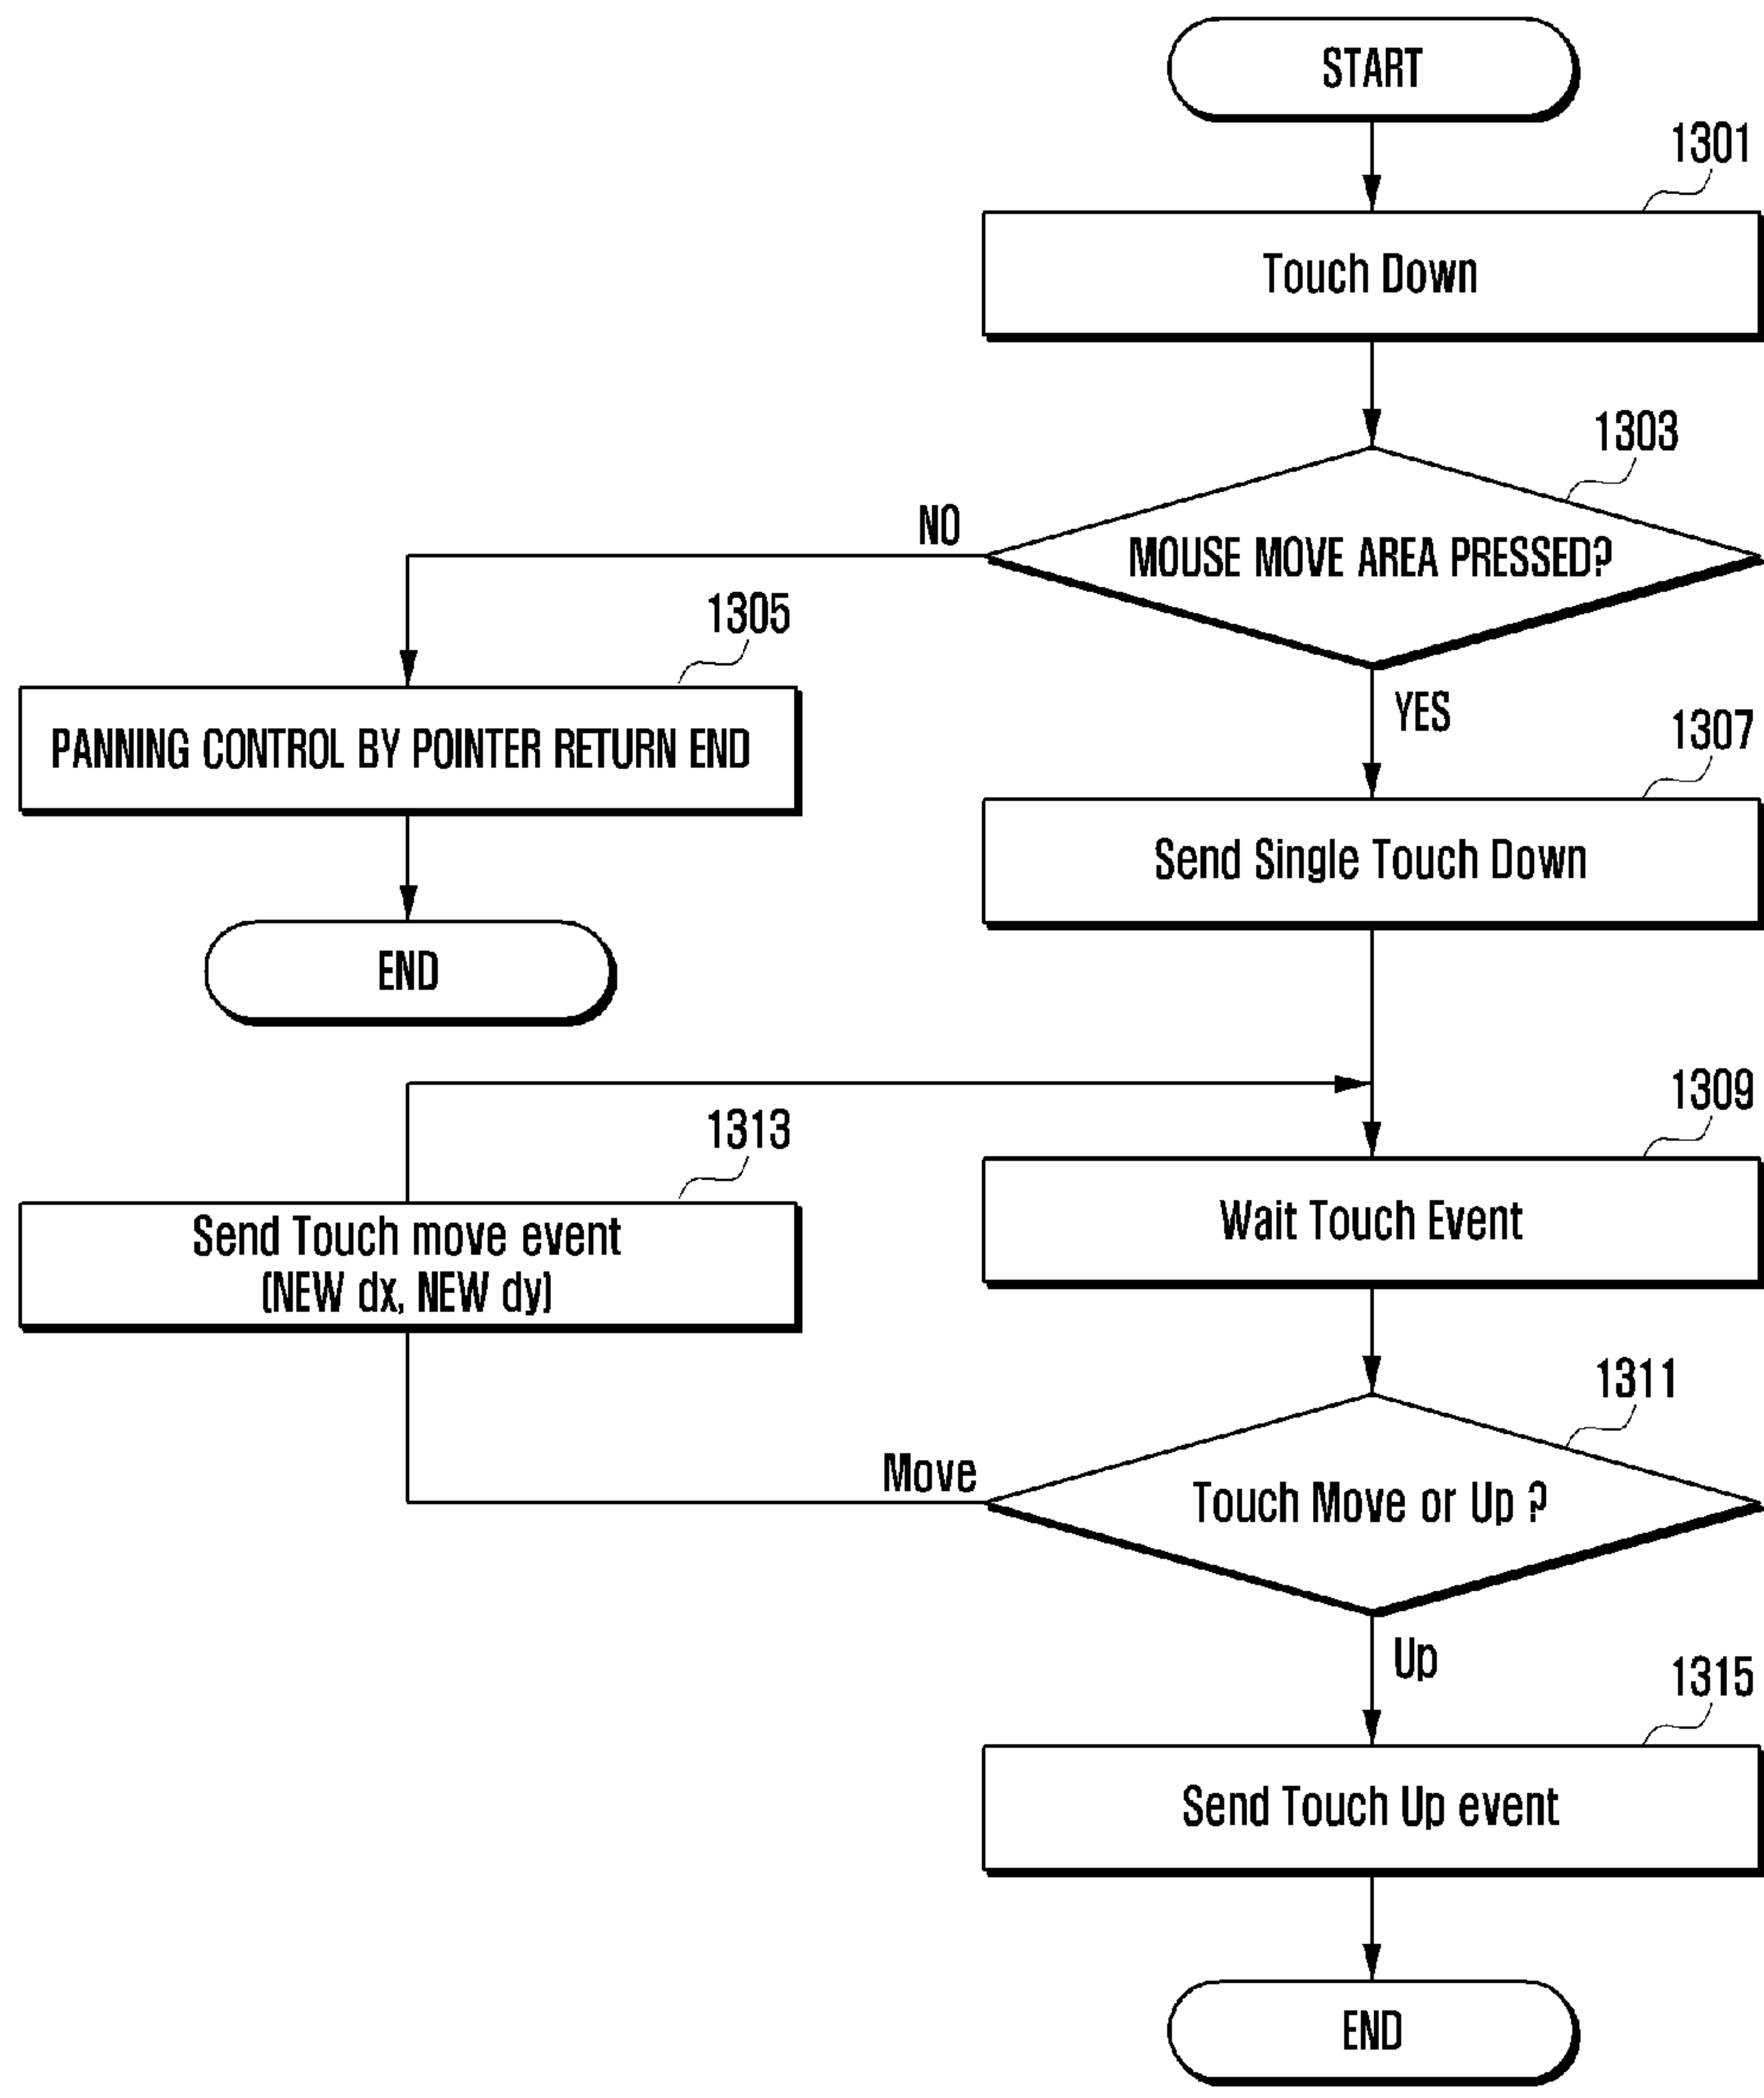 START
1301
Touch Down
1303
MOUSE MOVE AREA PRESSED?
NO
1305
PANNING CONTROL BY POINTER RETURN END
YES
1307
Send Single Touch Down
END
1309
Wait Touch Event
1313
Send Touch move event
(NEW dx, NEW dy)
1311
Touch Move or Up ?
Move
Up
1315
Send Touch Up event
END